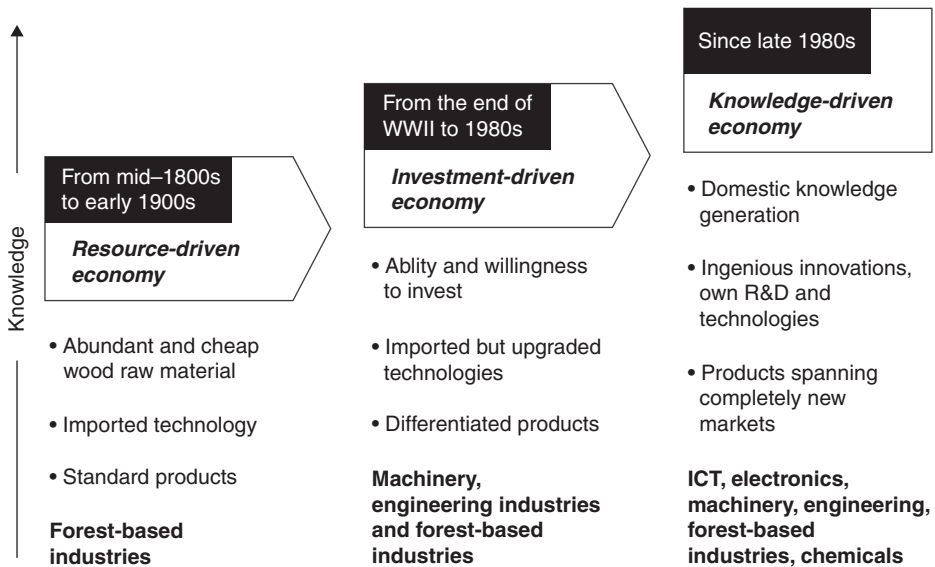 Knowledge
From mid–1800s
to early 1900s
Resource-driven
economy
• Abundant and cheap
wood raw material
• Imported technology
• Standard products
Forest-based
industries
From the end of
WWII to 1980s
Investment-driven
economy
• Ablity and willingness
to invest
• Imported but upgraded
technologies
• Differentiated products
Machinery,
engineering industries
and forest-based
industries
Since late 1980s
Knowledge-driven
economy
• Domestic knowledge
generation
• Ingenious innovations,
own R&D and
technologies
• Products spanning
completely new
markets
ICT, electronics,
machinery, engineering,
forest-based
industries, chemicals